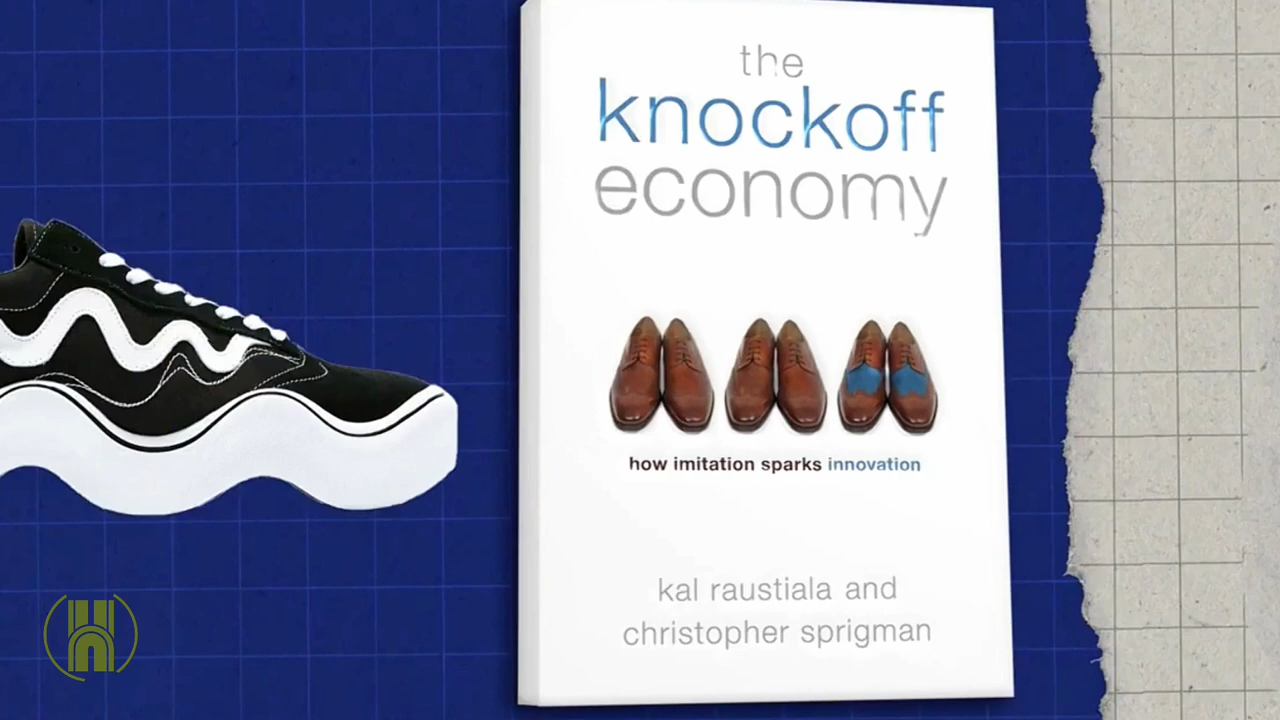 the
knockoff
economy
how imitation sparks innovation
kal raustiala and
christopher sprigman